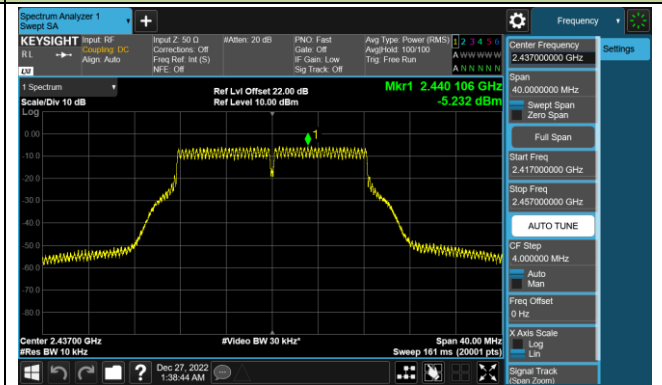 Spectrum Analyzer 1
Swept SA
Frequency
KEYSIGHT
RL
LXI
Input: RF
Coupling: DC
Align: Auto
Input Z: 50 Ω
Corrections: Off
Freq Ref: Int (S)
NFE: Off
#Atten: 20 dB
PNO: Fast
Gate: Off
IF Gain: Low
Sig Track: Off
Avg Type: Power (RMS)
Avg|Hold: 100/100
Trig: Free Run
1 2 3 4 5 6
A W W W W W
A N N N N N
1 Spectrum
Scale/Div 10 dB
Log
Ref Lvl Offset 22.00 dB
Ref Level 10.00 dBm
Mkr1 2.440 106 GHz
-5.232 dBm
1
0.00
-10.0
-20.0
-30.0
-40.0
-50.0
-60.0
-70.0
-80.0
Center 2.43700 GHz
#Res BW 10 kHz
#Video BW 30 kHz*
Span 40.00 MHz
Sweep 161 ms (20001 pts)
Dec 27, 2022
1:38:44 AM
Center Frequency
2.437000000 GHz
Span
40.0000000 MHz
Swept Span
Zero Span
Full Span
Start Freq
2.417000000 GHz
Stop Freq
2.457000000 GHz
AUTO TUNE
CF Step
4.000000 MHz
Auto
Man
Freq Offset
0 Hz
X Axis Scale
Log
Lin
Signal Track
(Span Zoom)
Settings